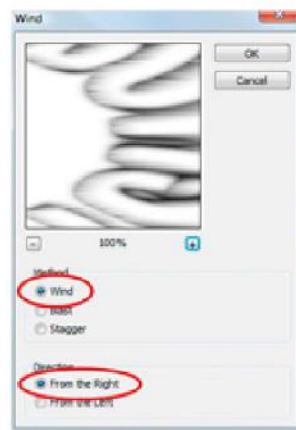 Wind
OK
Cancel
100%
Method
Wind
Blast
Stagger
Direction
From the Right
From the Left